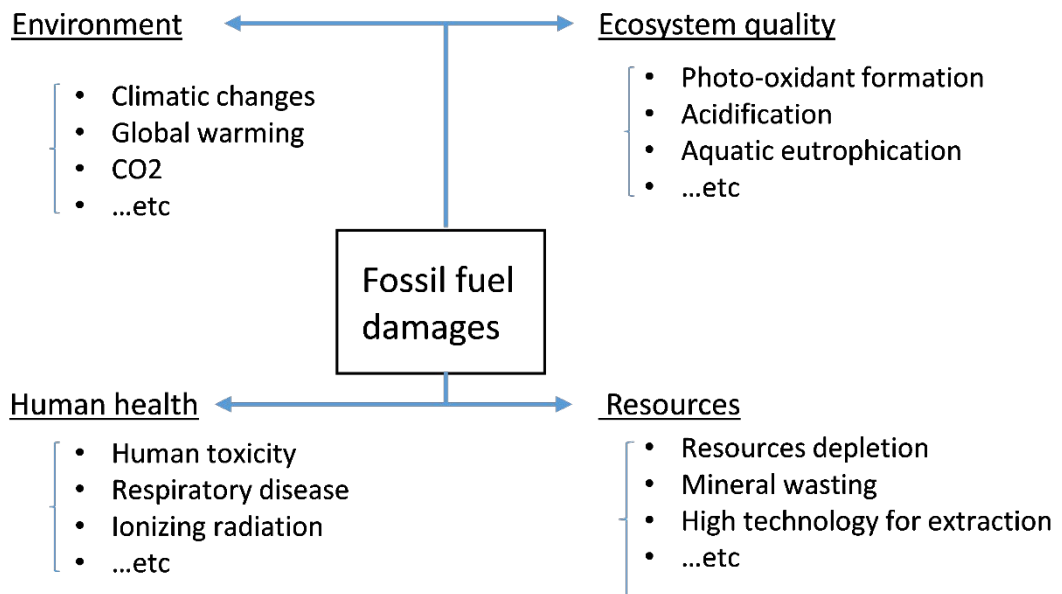 Environment
• Climatic changes
• Global warming
• CO2
• ...etc
Ecosystem quality
• Photo-oxidant formation
• Acidification
• Aquatic eutrophication
• ...etc
Fossil fuel
damages
Human health
• Human toxicity
• Respiratory disease
• Ionizing radiation
• ...etc
Resources
• Resources depletion
• Mineral wasting
• High technology for extraction
• ...etc